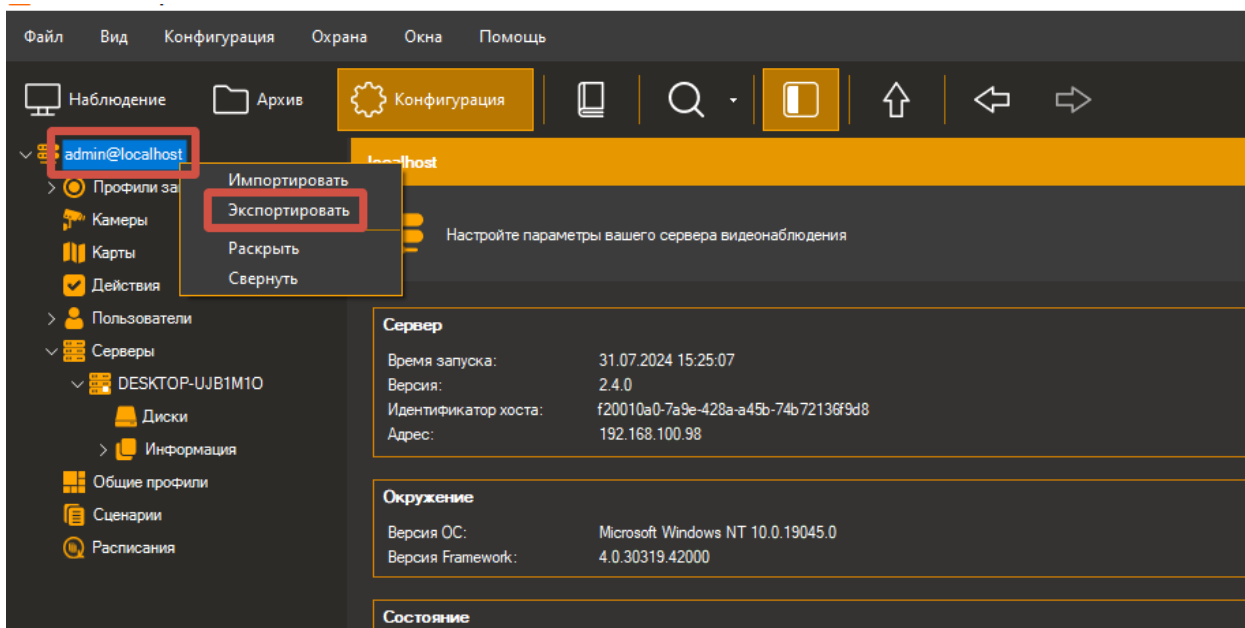 Файл Вид Конфигурация Охрана Окна Помощь
Наблюдение Архив Конфигурация
admin@localhost
Профили за
Камеры
Карты
Действия
Пользователи
Серверы
DESKTOP-UJB1M1O
Диски
Информация
Общие профили
Сценарии
Расписания
Импортировать
Экспортировать
Раскрыть
Свернуть
localhost
Настройте параметры вашего сервера видеонаблюдения
Сервер
Время запуска: 31.07.2024 15:25:07
Версия: 2.4.0
Идентификатор хоста: f20010a0-7a9e-428a-a45b-74b72136f9d8
Адрес: 192.168.100.98
Окружение
Версия ОС: Microsoft Windows NT 10.0.19045.0
Версия Framework: 4.0.30319.42000
Состояние